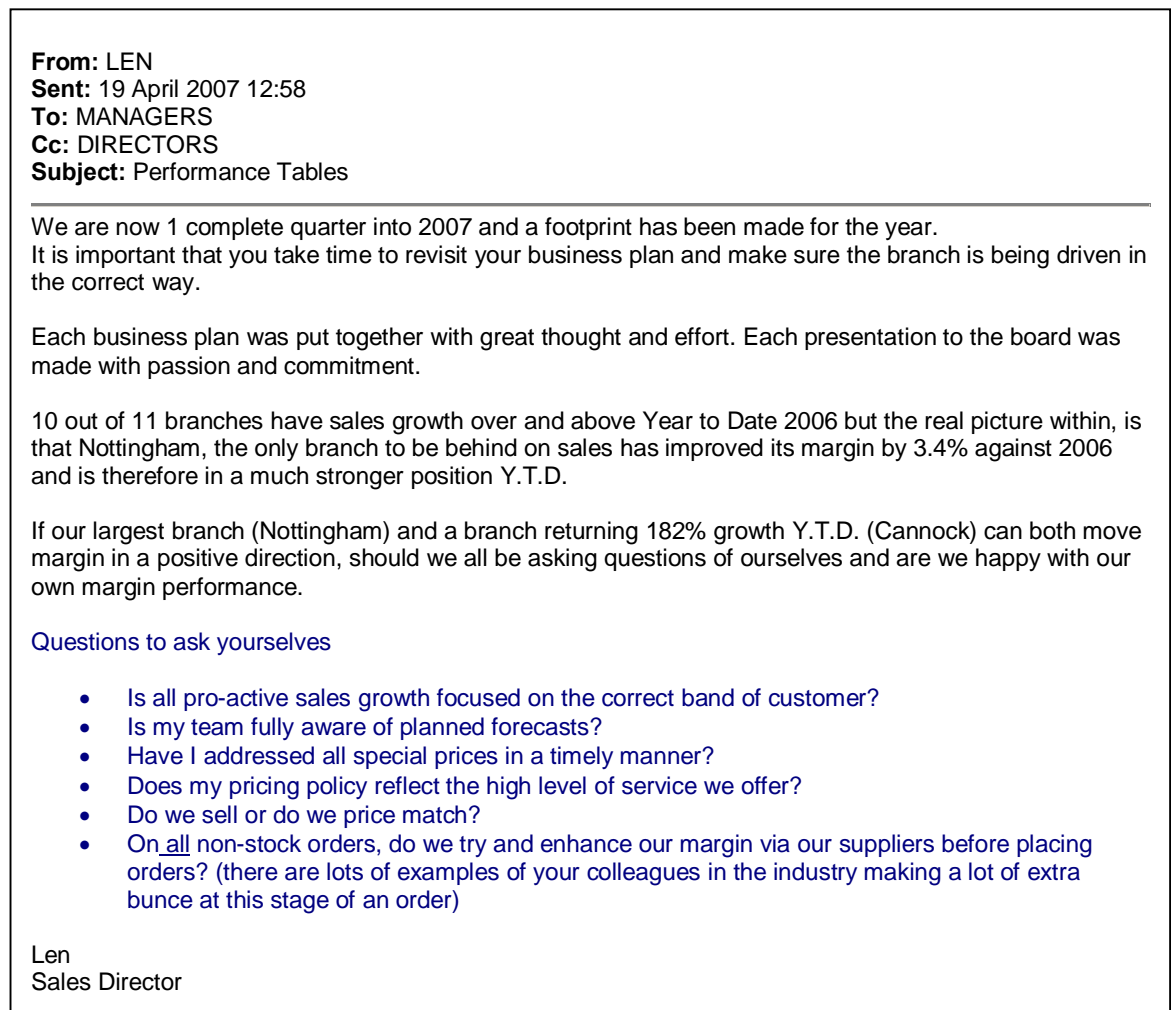 From: LEN
Sent: 19 April 2007 12:58
To: MANAGERS
Cc: DIRECTORS
Subject: Performance Tables
We are now 1 complete quarter into 2007 and a footprint has been made for the year.
It is important that you take time to revisit your business plan and make sure the branch is being driven in
the correct way.
Each business plan was put together with great thought and effort. Each presentation to the board was
made with passion and commitment.
10 out of 11 branches have sales growth over and above Year to Date 2006 but the real picture within, is
that Nottingham, the only branch to be behind on sales has improved its margin by 3.4% against 2006
and is therefore in a much stronger position Y.T.D.
If our largest branch (Nottingham) and a branch returning 182% growth Y.T.D. (Cannock) can both move
margin in a positive direction, should we all be asking questions of ourselves and are we happy with our
own margin performance.
Questions to ask yourselves
• Is all pro-active sales growth focused on the correct band of customer?
• Is my team fully aware of planned forecasts?
• Have I addressed all special prices in a timely manner?
• Does my pricing policy reflect the high level of service we offer?
• Do we sell or do we price match?
• On all non-stock orders, do we try and enhance our margin via our suppliers before placing
orders? (there are lots of examples of your colleagues in the industry making a lot of extra
bunce at this stage of an order)
Len
Sales Director